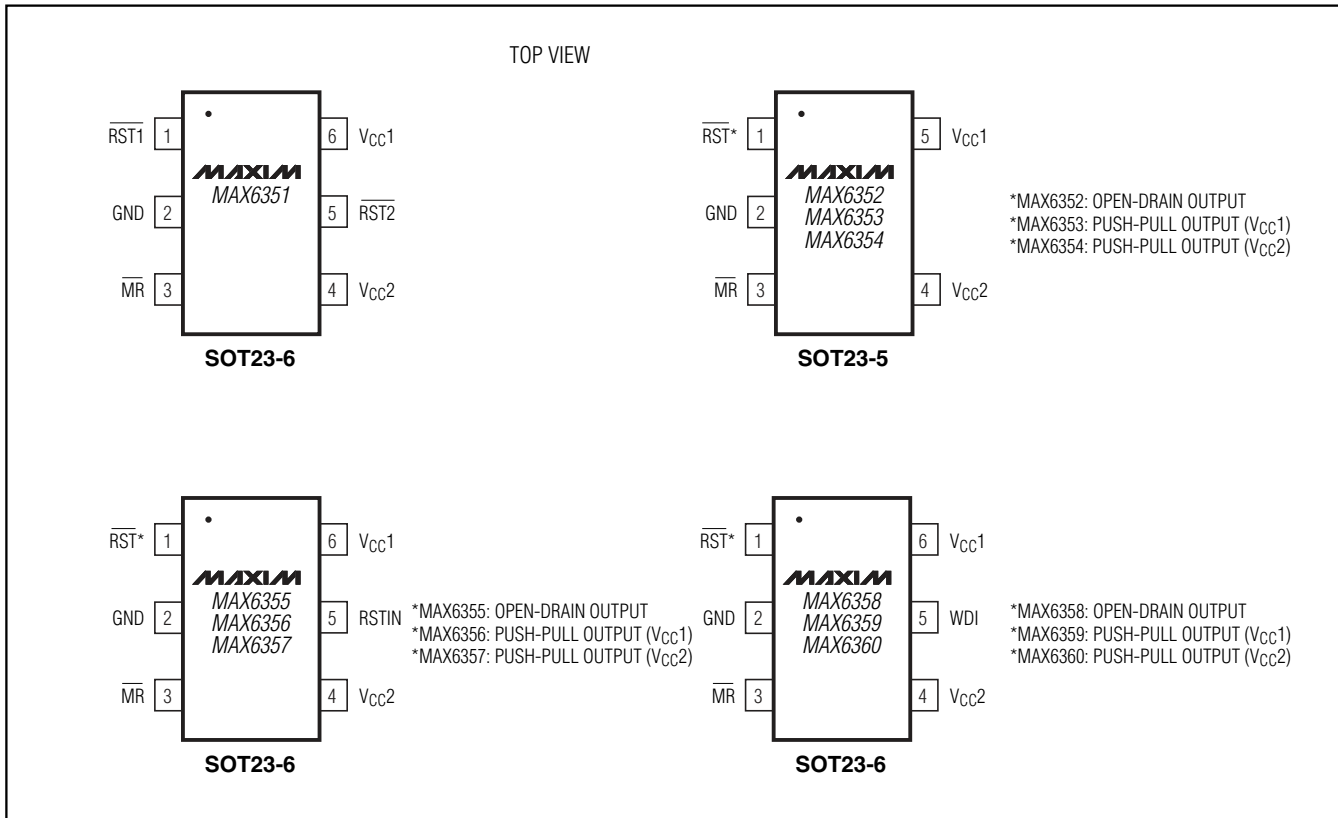 TOP VIEW
RST1 1
GND 2
MR 3
MAXIM
MAX6351
6 VCC1
5 RST2
4 VCC2
SOT23-6
RST* 1
GND 2
MR 3
MAXIM
MAX6352
MAX6353
MAX6354
5 VCC1
4 VCC2
SOT23-5
*MAX6352: OPEN-DRAIN OUTPUT
*MAX6353: PUSH-PULL OUTPUT (VCC1)
*MAX6354: PUSH-PULL OUTPUT (VCC2)
RST* 1
GND 2
MR 3
MAXIM
MAX6355
MAX6356
MAX6357
6 VCC1
5 RSTIN
4 VCC2
SOT23-6
*MAX6355: OPEN-DRAIN OUTPUT
*MAX6356: PUSH-PULL OUTPUT (VCC1)
*MAX6357: PUSH-PULL OUTPUT (VCC2)
RST* 1
GND 2
MR 3
MAXIM
MAX6358
MAX6359
MAX6360
6 VCC1
5 WDI
4 VCC2
SOT23-6
*MAX6358: OPEN-DRAIN OUTPUT
*MAX6359: PUSH-PULL OUTPUT (VCC1)
*MAX6360: PUSH-PULL OUTPUT (VCC2)